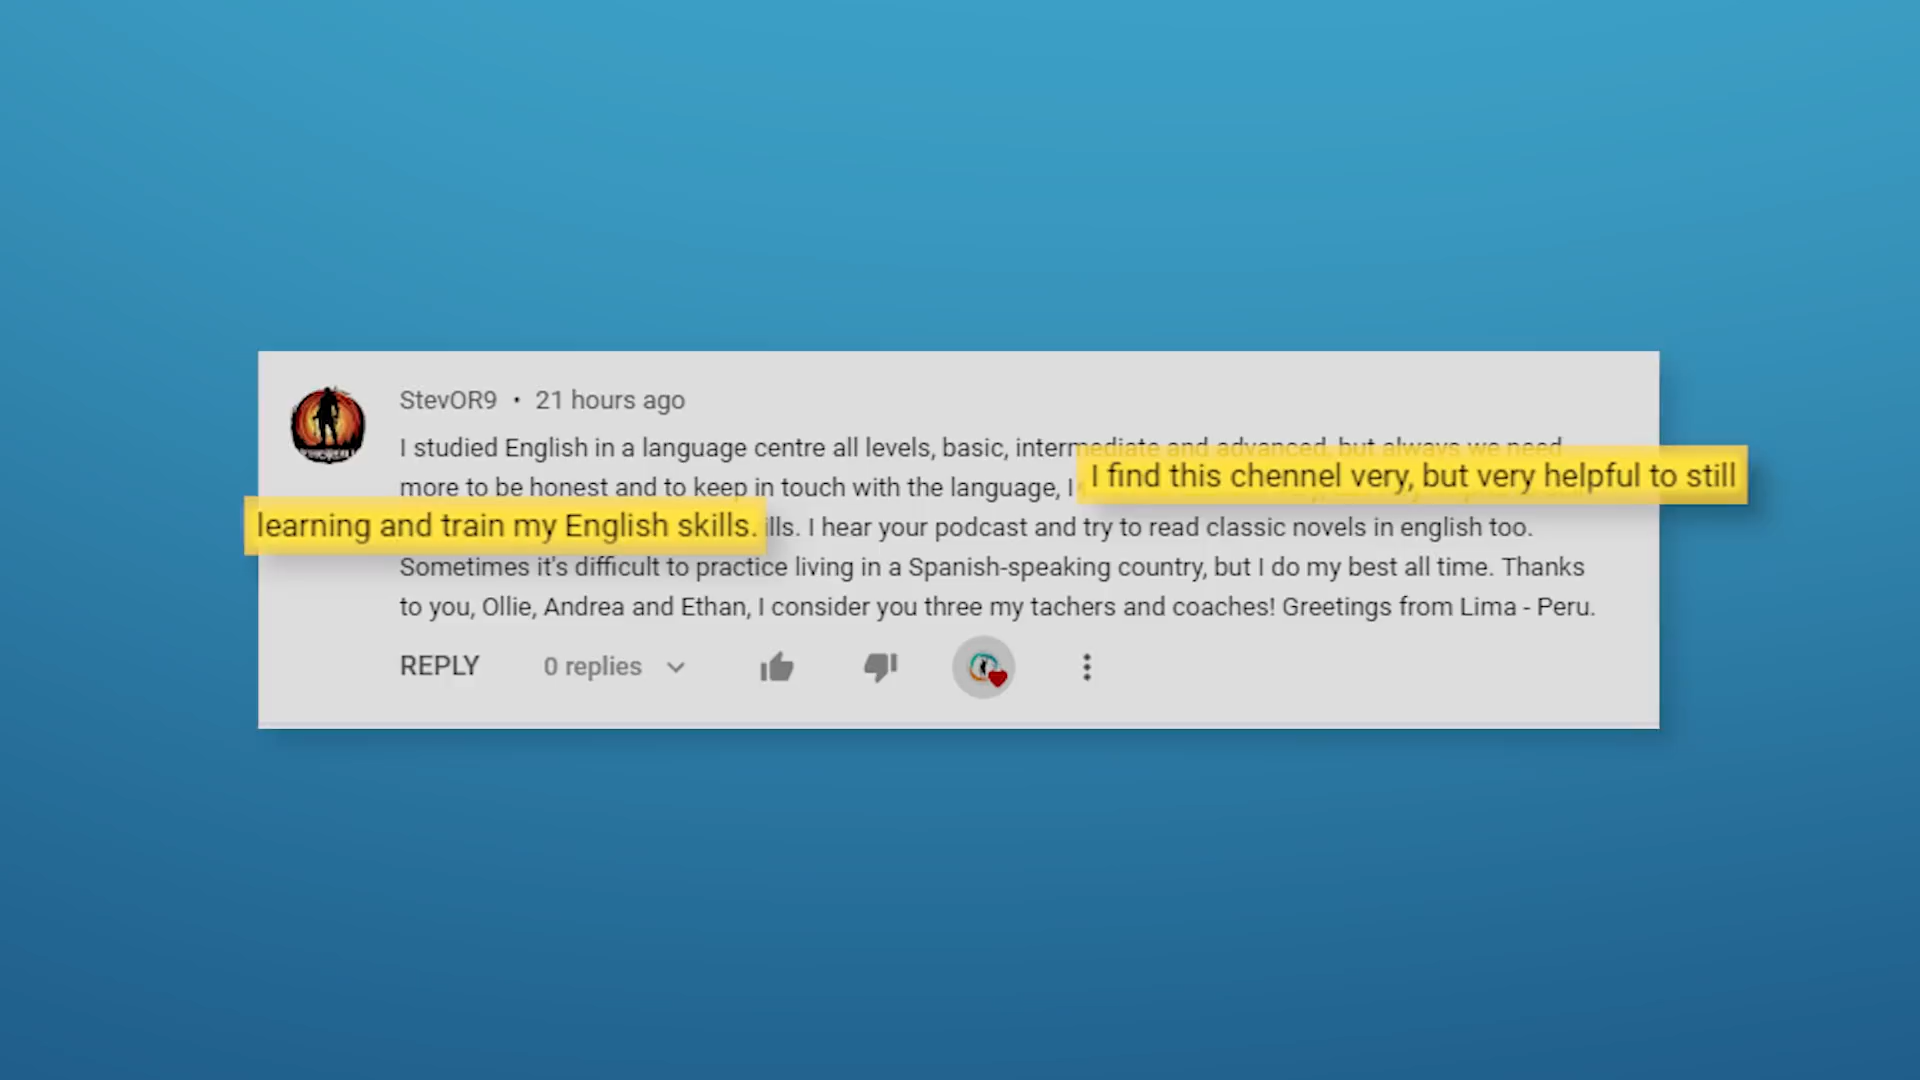 StevOR9 • 21 hours ago
I studied English in a language centre all levels, basic, intermediate and advanced, but always we need
more to be honest and to keep in touch with the language, I
I find this chennel very, but very helpful to still
learning and train my English skills.
ills. I hear your podcast and try to read classic novels in english too.
Sometimes it's difficult to practice living in a Spanish-speaking country, but I do my best all time. Thanks
to you, Ollie, Andrea and Ethan, I consider you three my tachers and coaches! Greetings from Lima - Peru.
REPLY 0 replies